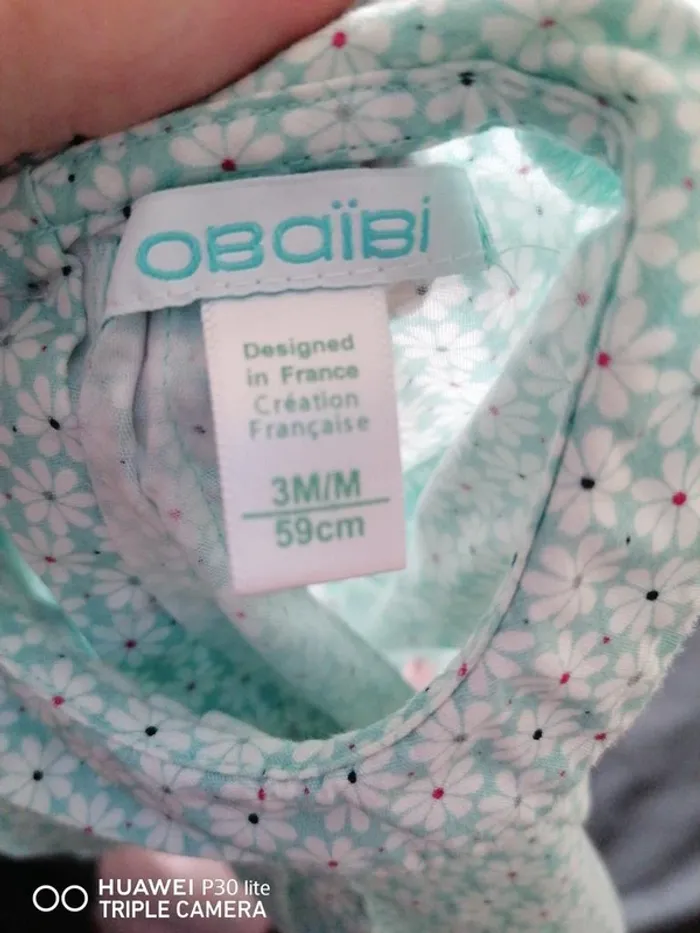 OBaïBi
Designed
in France
Création
Française
3M/M
59cm
HUAWEI P30 lite
TRIPLE CAMERA